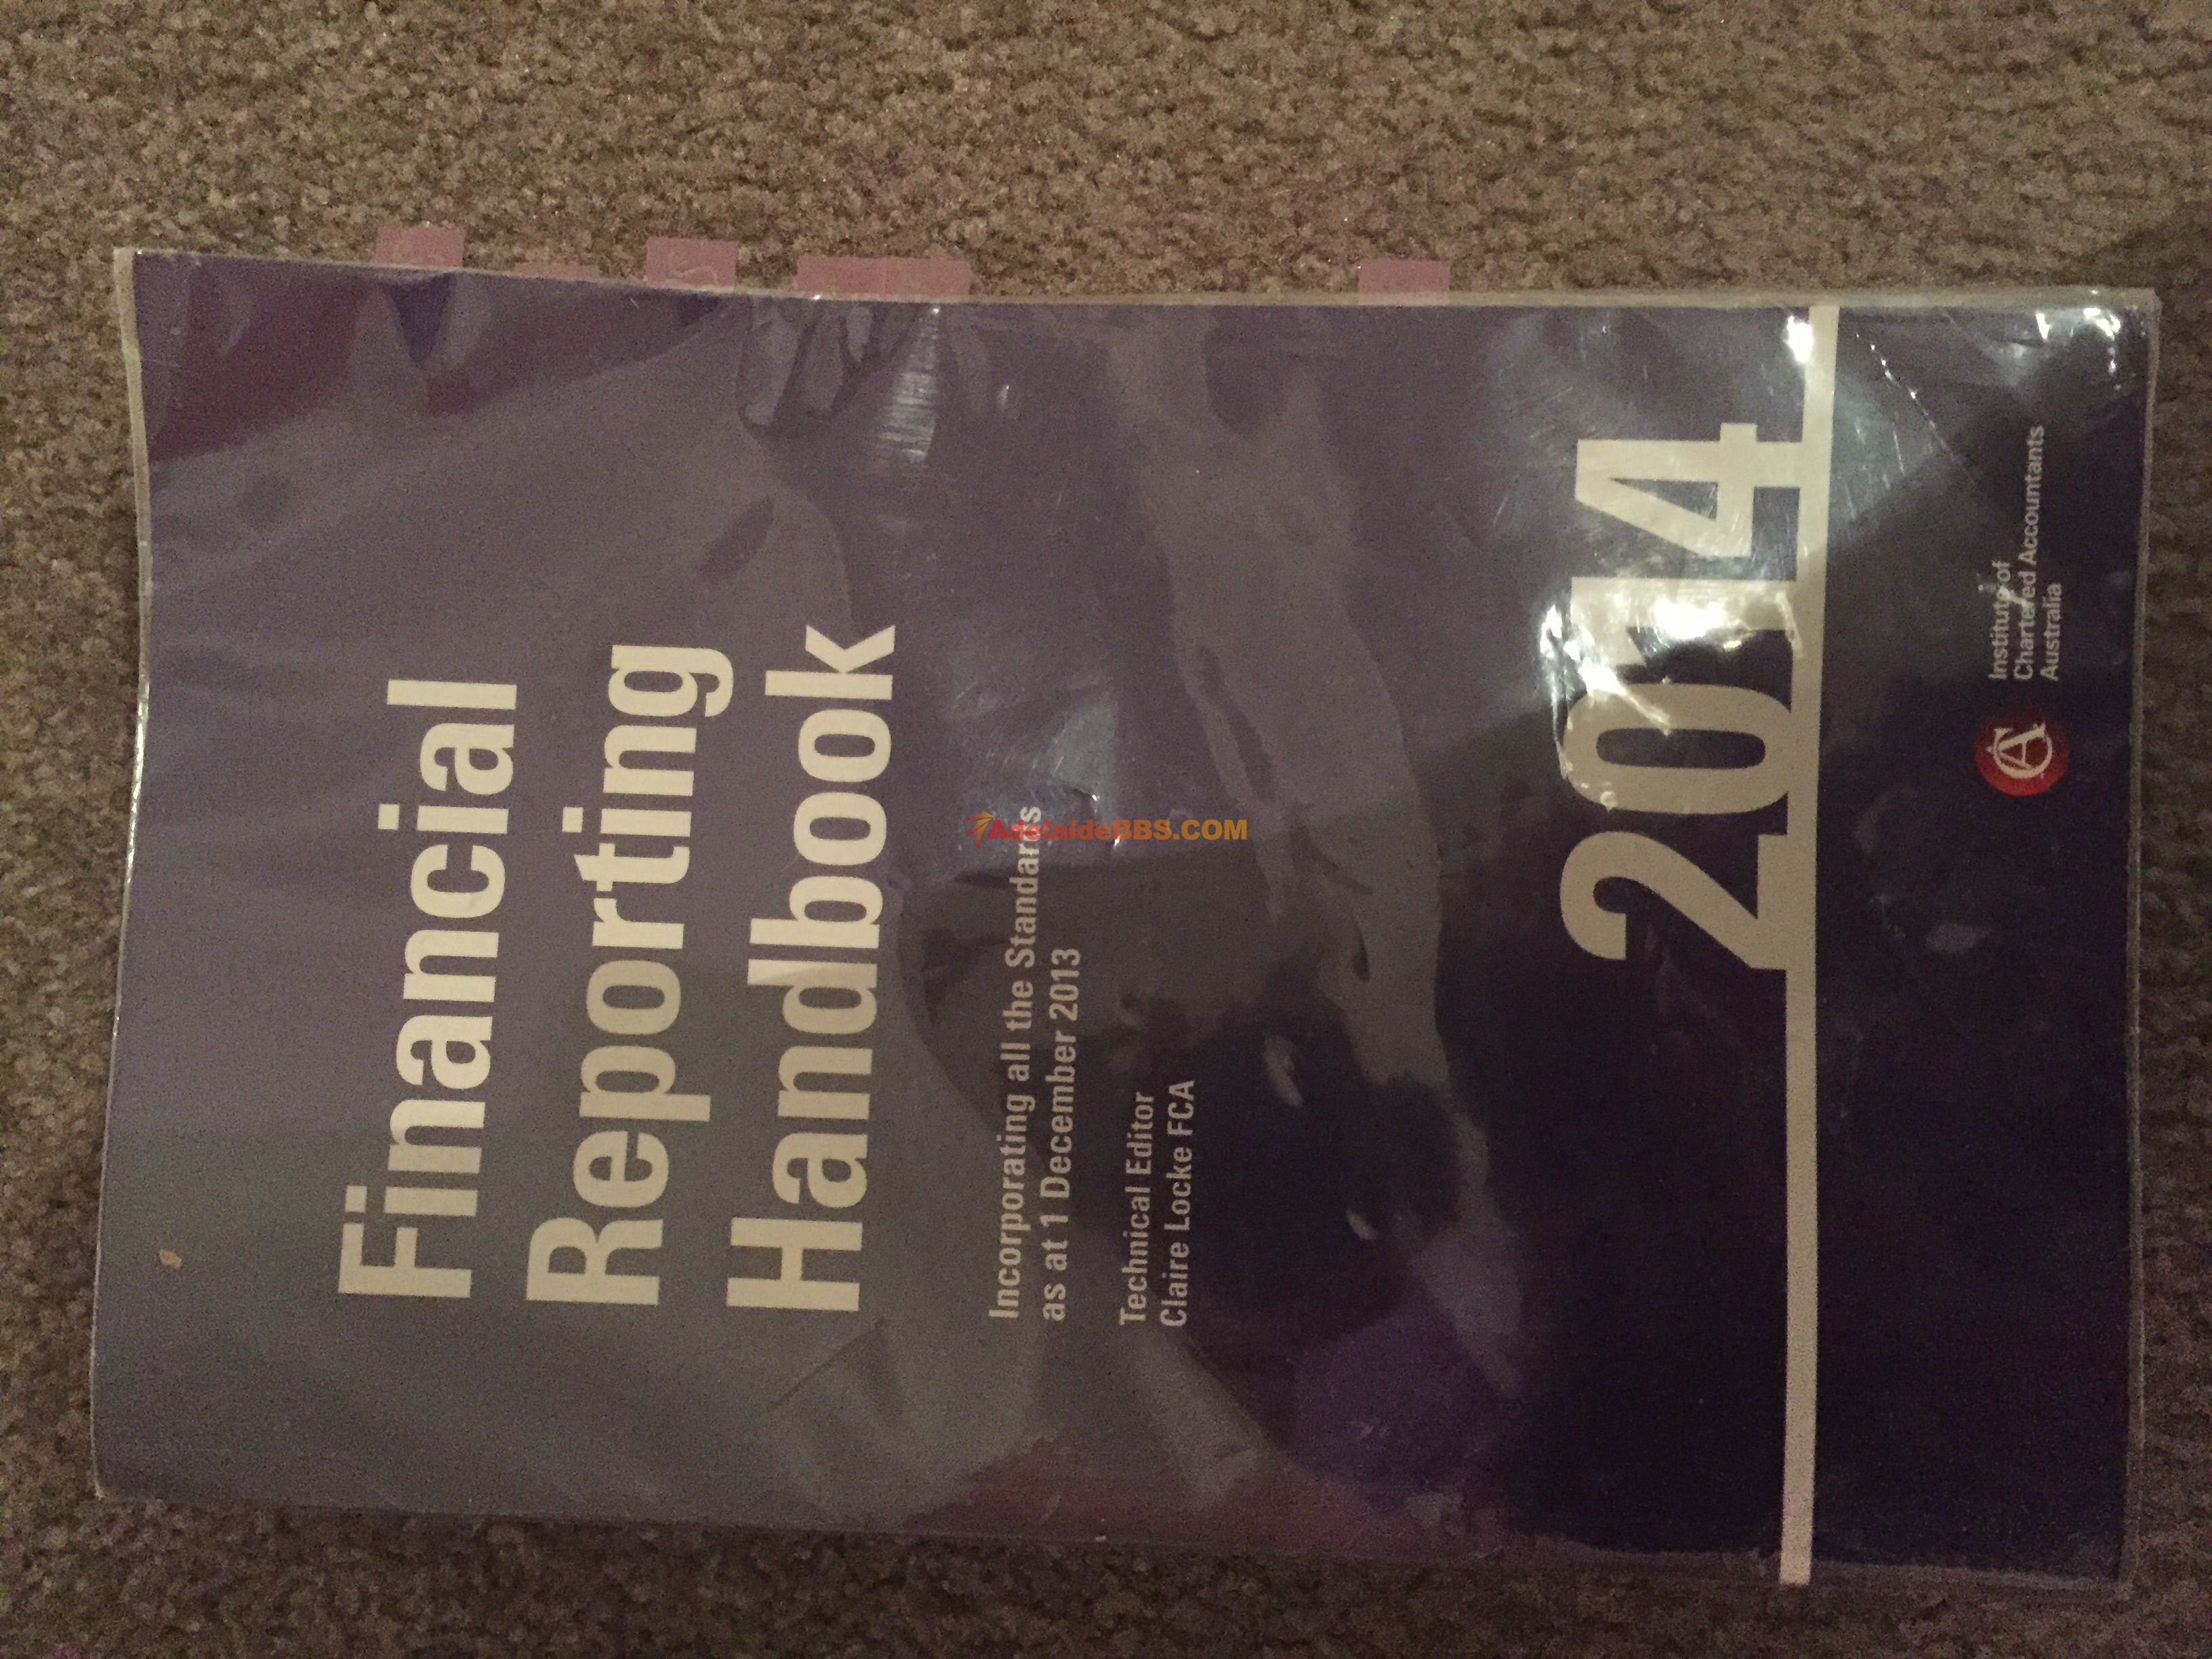 Financial
Reporting
Handbook
Incorporating all the Standards
as at 1 December 2013
Technical Editor
Claire Locke FCA
2014
CA
Institute of
Chartered Accountants
Australia
AdelaideBBS.COM